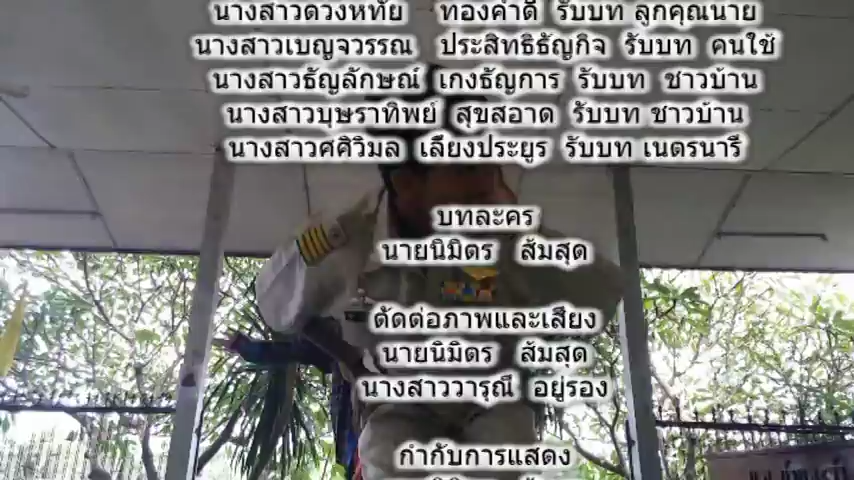 นางสาวดวงหทัย ทองคำดี รับบท ลูกคุณนาย
นางสาวเบญจวรรณ ประสิทธิธัญกิจ รับบท คนใช้
นางสาวธัญลักษณ์ เกงธัญการ รับบท ชาวบ้าน
นางสาวบุษราทิพย์ สุขสอาด รับบท ชาวบ้าน
นางสาวศศิวิมล เลี้ยงประยูร รับบท เนตรนารี
บทละคร
นายนิมิตร ส้มสุด
ตัดต่อภาพและเสียง
นายนิมิตร ส้มสุด
นางสาววารุณี อยู่รอง
กำกับการแสดง